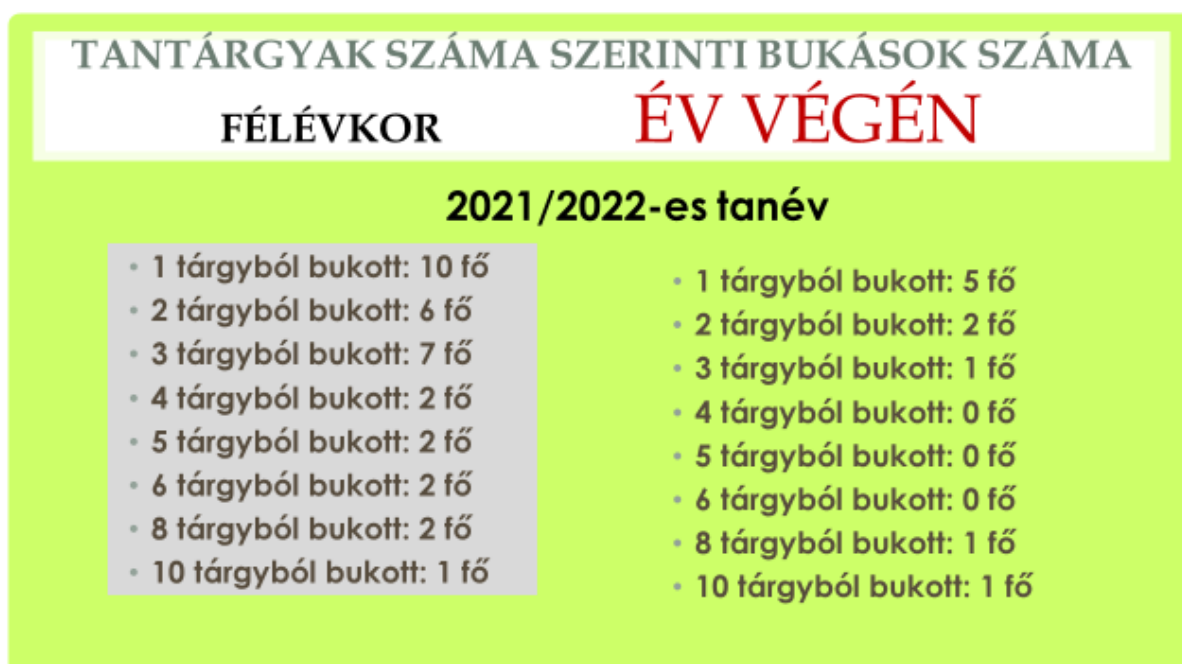 TANTÁRGYAK SZÁMA SZERINTI BUKÁSOK SZÁMA
FÉLÉVKOR
ÉV VÉGÉN
2021/2022-es tanév
• 1 tárgyból bukott: 10 fő
• 2 tárgyból bukott: 6 fő
• 3 tárgyból bukott: 7 fő
• 4 tárgyból bukott: 2 fő
• 5 tárgyból bukott: 2 fő
• 6 tárgyból bukott: 2 fő
• 8 tárgyból bukott: 2 fő
• 10 tárgyból bukott: 1 fő
• 1 tárgyból bukott: 5 fő
• 2 tárgyból bukott: 2 fő
• 3 tárgyból bukott: 1 fő
• 4 tárgyból bukott: 0 fő
• 5 tárgyból bukott: 0 fő
• 6 tárgyból bukott: 0 fő
• 8 tárgyból bukott: 1 fő
• 10 tárgyból bukott: 1 fő